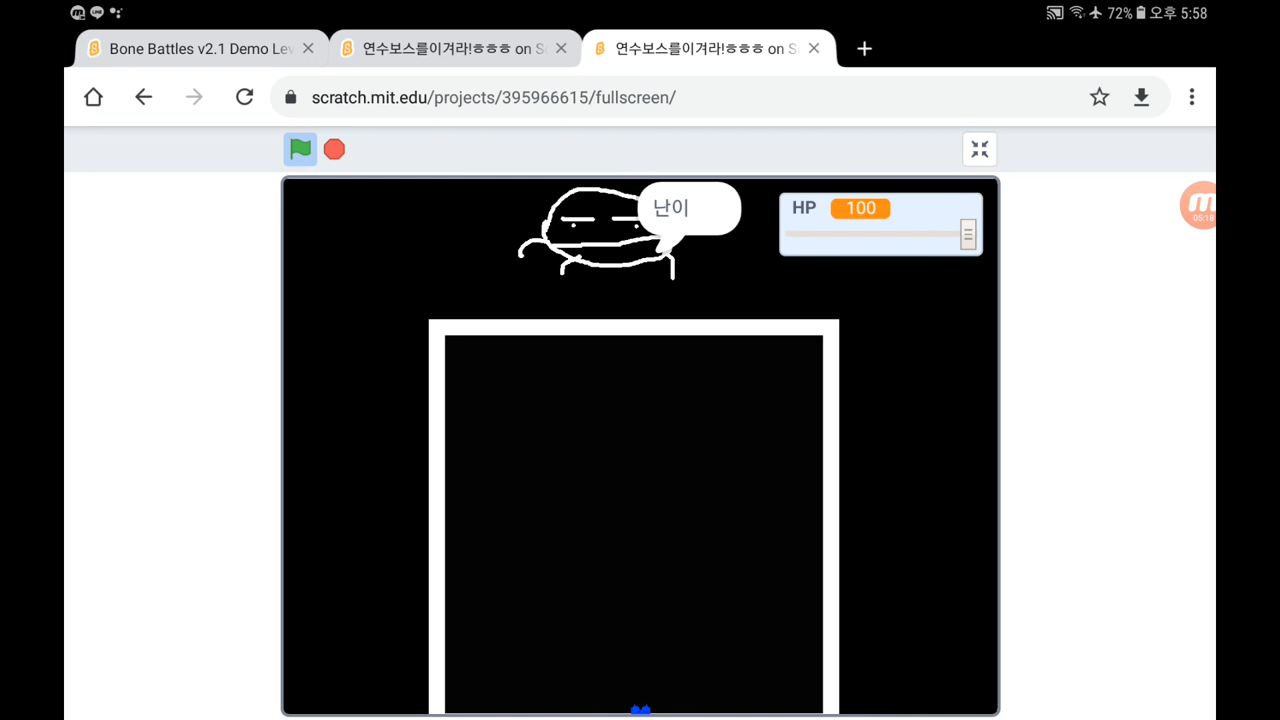 72% 오후 5:58
Bone Battles v2.1 Demo Lev
연수보스를이겨라!ㅎㅎㅎ on S
연수보스를이겨라!ㅎㅎㅎ on S
scratch.mit.edu/projects/395966615/fullscreen/
난이
HP 100
05:18